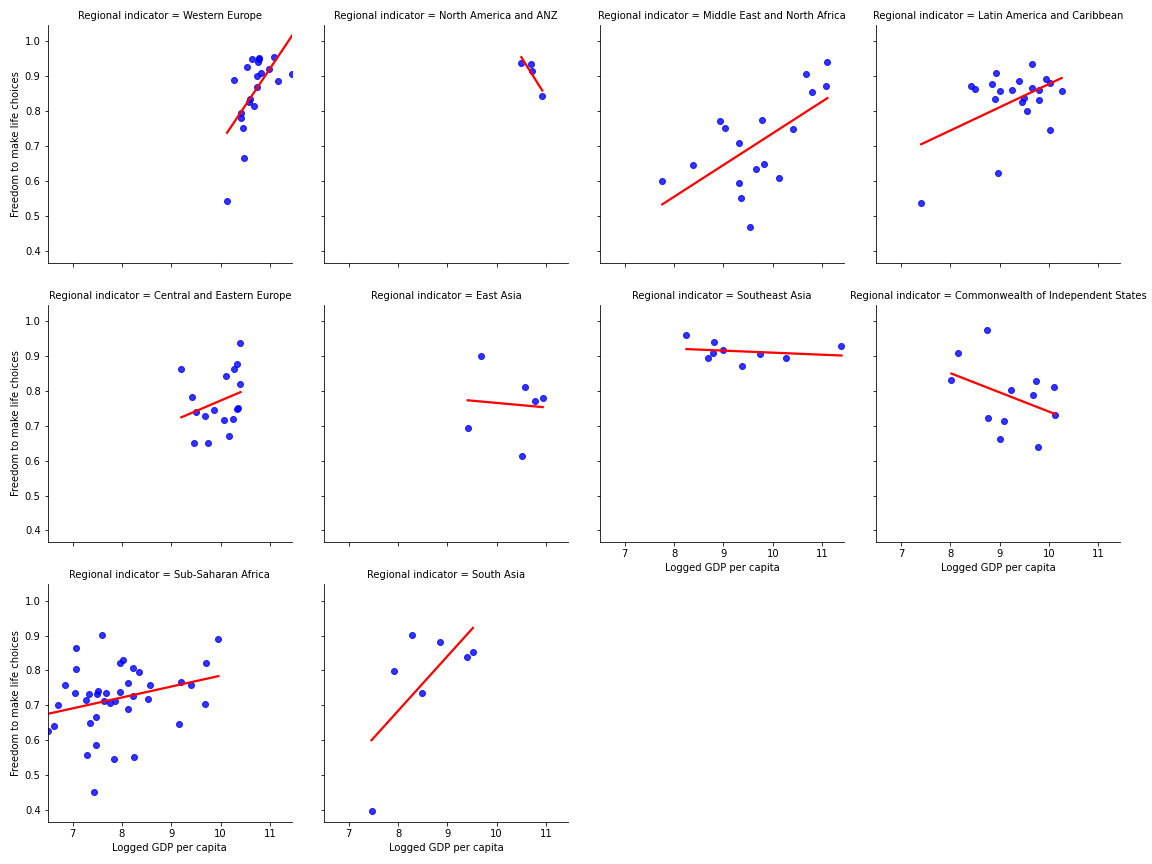 Regional indicator = Western Europe
Regional indicator = North America and ANZ
Regional indicator = Middle East and North Africa
Regional indicator = Latin America and Caribbean
1.0
0.9
0.8
0.7
0.6
0.5
0.4
Freedom to make life choices
Regional indicator = Central and Eastern Europe
Regional indicator = East Asia
Regional indicator = Southeast Asia
Regional indicator = Commonwealth of Independent States
1.0
0.9
0.8
0.7
0.6
0.5
0.4
Freedom to make life choices
7 8 9 10 11
Logged GDP per capita
7 8 9 10 11
Logged GDP per capita
Regional indicator = Sub-Saharan Africa
Regional indicator = South Asia
1.0
0.9
0.8
0.7
0.6
0.5
0.4
Freedom to make life choices
7 8 9 10 11
Logged GDP per capita
7 8 9 10 11
Logged GDP per capita